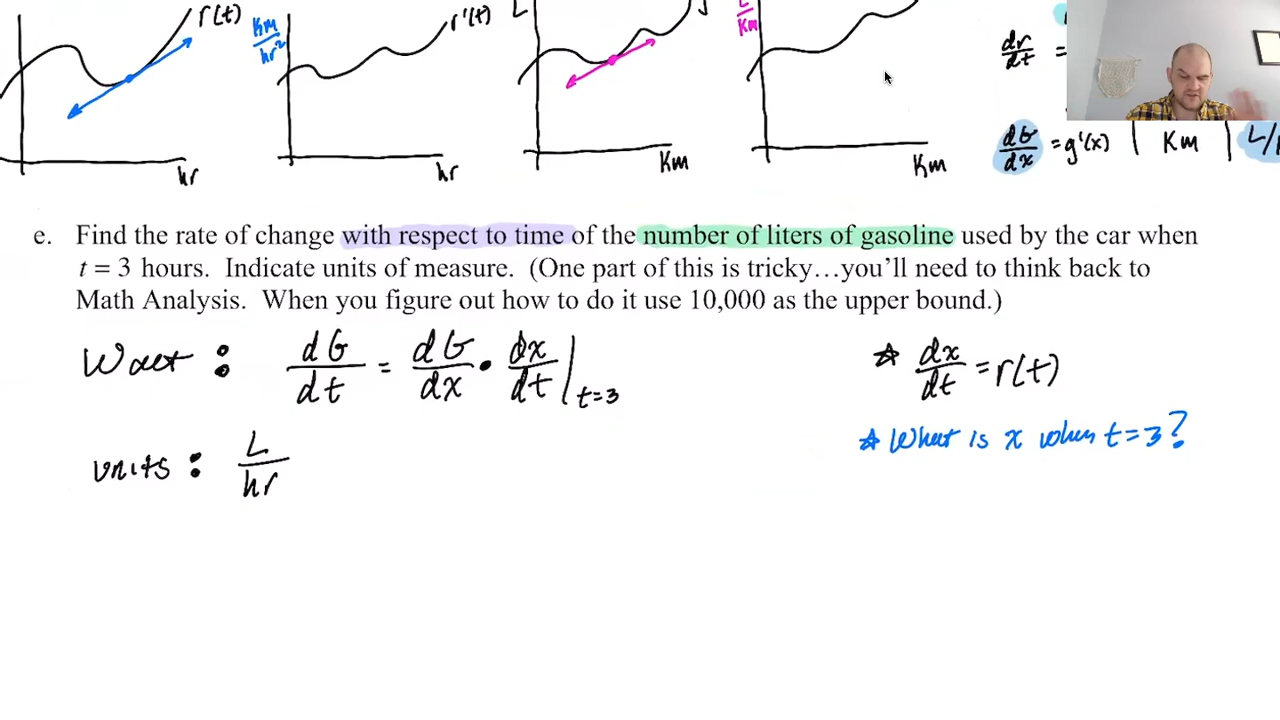 r(t)
Km/hr²
r'(t)
L
L/Km
dr/dt =
hr
hr
Km
Km
dG/dx = g'(x) | Km |
e. Find the rate of change with respect to time of the number of liters of gasoline used by the car when
t = 3 hours. Indicate units of measure. (One part of this is tricky…you'll need to think back to
Math Analysis. When you figure out how to do it use 10,000 as the upper bound.)
Want : dG/dt = dG/dx • dx/dt |t=3
☆ dx/dt = r(t)
☆ What is x when t=3?
units : L/hr